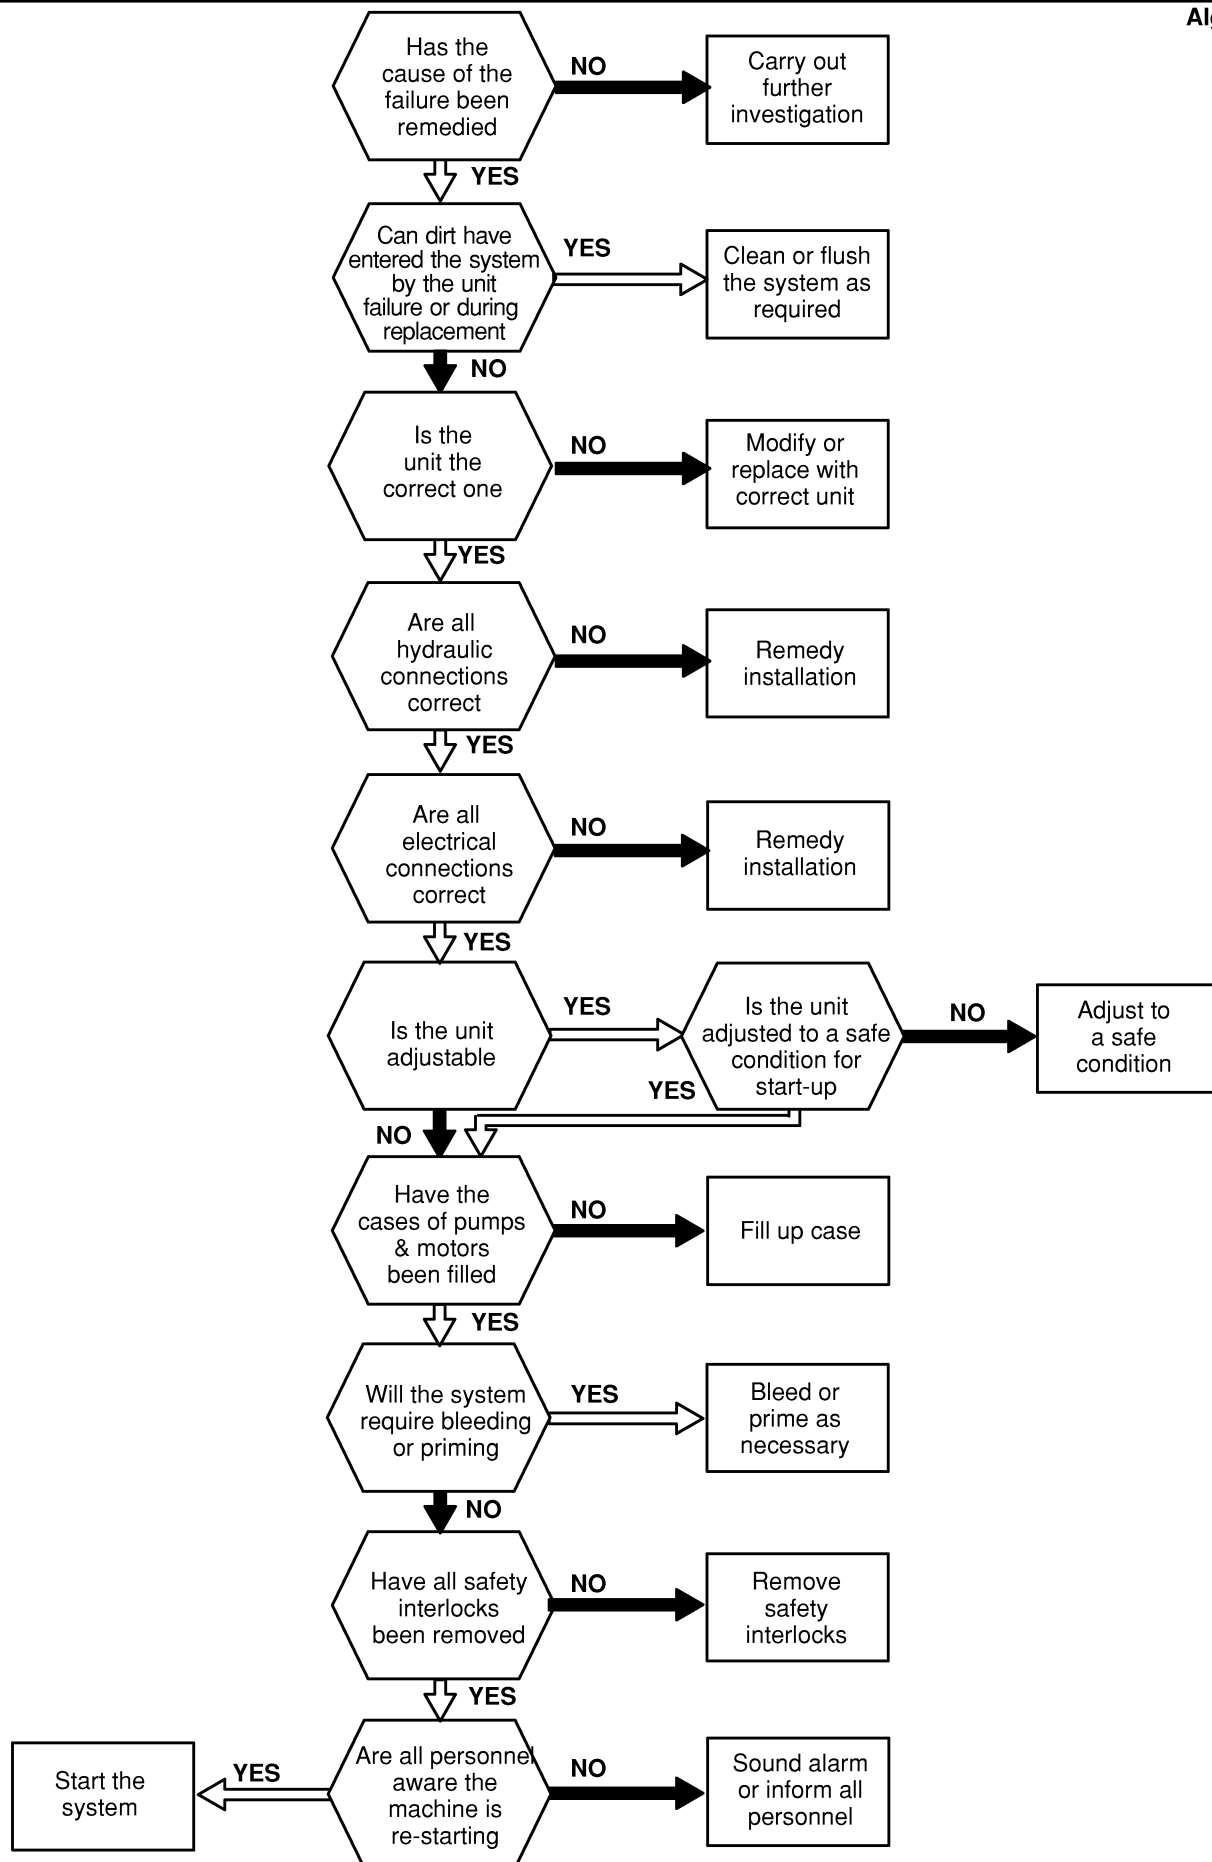 Has the
cause of the
failure been
remedied
NO
Carry out
further
investigation
YES
Can dirt have
entered the system
by the unit
failure or during
replacement
YES
Clean or flush
the system as
required
NO
Is the
unit the
correct one
NO
Modify or
replace with
correct unit
YES
Are all
hydraulic
connections
correct
NO
Remedy
installation
YES
Are all
electrical
connections
correct
NO
Remedy
installation
YES
Is the unit
adjustable
YES
Is the unit
adjusted to a safe
condition for
start-up
NO
Adjust to
a safe
condition
YES
NO
Have the
cases of pumps
& motors
been filled
NO
Fill up case
YES
Will the system
require bleeding
or priming
YES
Bleed or
prime as
necessary
NO
Have all safety
interlocks
been removed
NO
Remove
safety
interlocks
YES
Are all personnel
aware the
machine is
re-starting
YES
Start the
system
NO
Sound alarm
or inform all
personnel